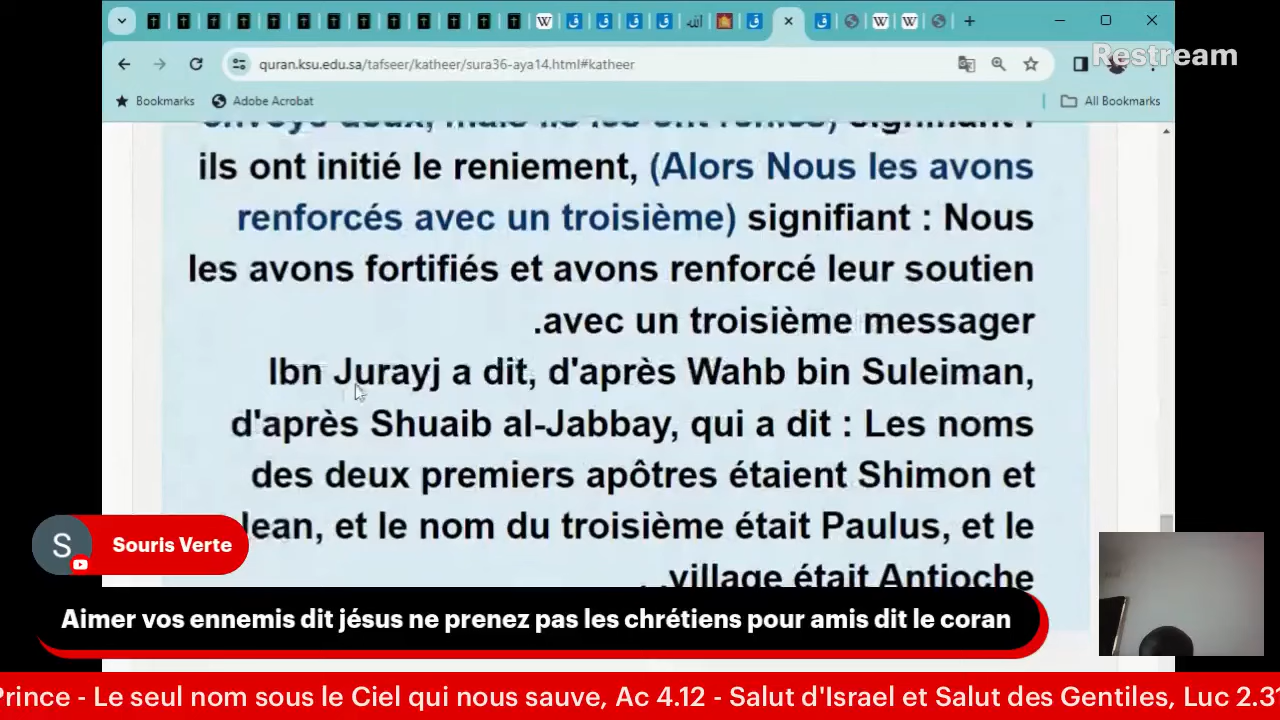 quran.ksu.edu.sa/tafseer/katheer/sura36-aya14.html#katheer
Restream
Bookmarks
Adobe Acrobat
All Bookmarks
ils ont initié le reniement, (Alors Nous les avons
renforcés avec un troisième) signifiant : Nous
les avons fortifiés et avons renforcé leur soutien
.avec un troisième messager
Ibn Jurayj a dit, d'après Wahb bin Suleiman,
d'après Shuaib al-Jabbay, qui a dit : Les noms
des deux premiers apôtres étaient Shimon et
Jean, et le nom du troisième était Paulus, et le
.village était Antioche
S
Souris Verte
Aimer vos ennemis dit jésus ne prenez pas les chrétiens pour amis dit le coran
Prince - Le seul nom sous le Ciel qui nous sauve, Ac 4.12 - Salut d'Israel et Salut des Gentiles, Luc 2.31